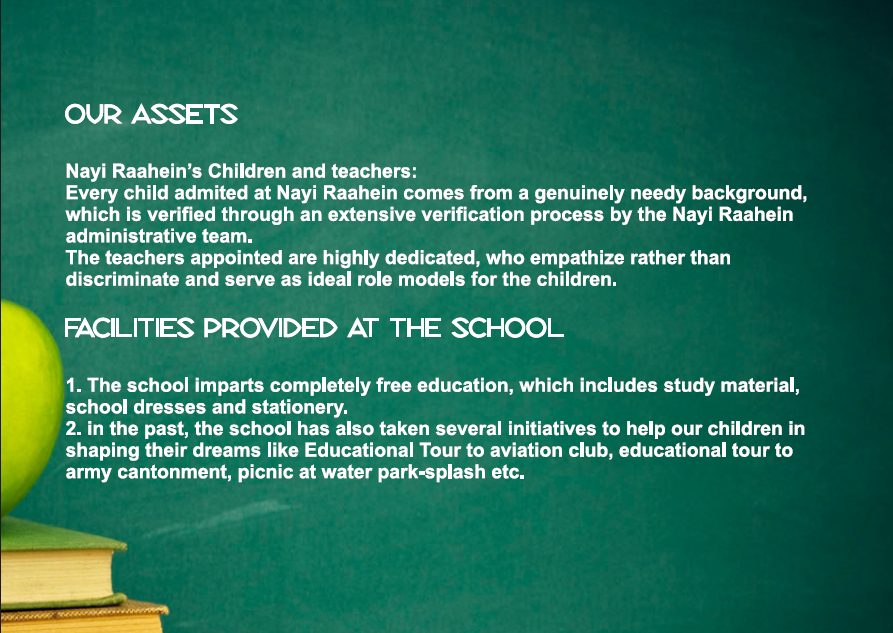 OUR ASSETS
Nayi Raahein's Children and teachers:
Every child admited at Nayi Raahein comes from a genuinely needy background,
which is verified through an extensive verification process by the Nayi Raahein
administrative team.
The teachers appointed are highly dedicated, who empathize rather than
discriminate and serve as ideal role models for the children.
FACILITIES PROVIDED AT THE SCHOOL
1. The school imparts completely free education, which includes study material,
school dresses and stationery.
2. in the past, the school has also taken several initiatives to help our children in
shaping their dreams like Educational Tour to aviation club, educational tour to
army cantonment, picnic at water park-splash etc.